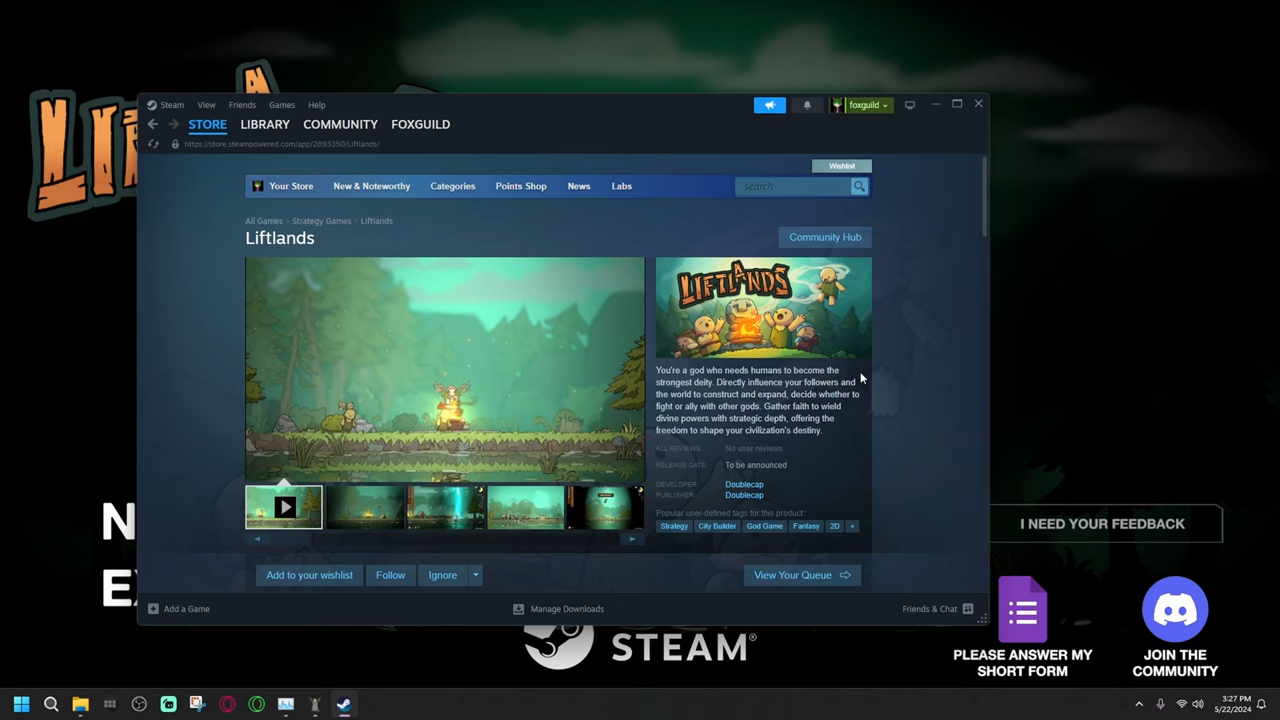 Steam View Friends Games Help
foxguild
STORE LIBRARY COMMUNITY FOXGUILD
https://store.steampowered.com/app/2893350/Liftlands/
Wishlist
Your Store New & Noteworthy Categories Points Shop News Labs
search
All Games > Strategy Games > Liftlands
Liftlands
Community Hub
LIFTLANDS
You're a god who needs humans to become the
strongest deity. Directly influence your followers and
the world to construct and expand, decide whether to
fight or ally with other gods. Gather faith to wield
divine powers with strategic depth, offering the
freedom to shape your civilization's destiny.
ALL REVIEWS: No user reviews
RELEASE DATE: To be announced
DEVELOPER: Doublecap
PUBLISHER: Doublecap
Popular user-defined tags for this product:
Strategy City Builder God Game Fantasy 2D +
Add to your wishlist Follow Ignore
View Your Queue
Add a Game
Manage Downloads
Friends & Chat
I NEED YOUR FEEDBACK
STEAM®
PLEASE ANSWER MY
SHORT FORM
JOIN THE
COMMUNITY
3:27 PM
5/22/2024